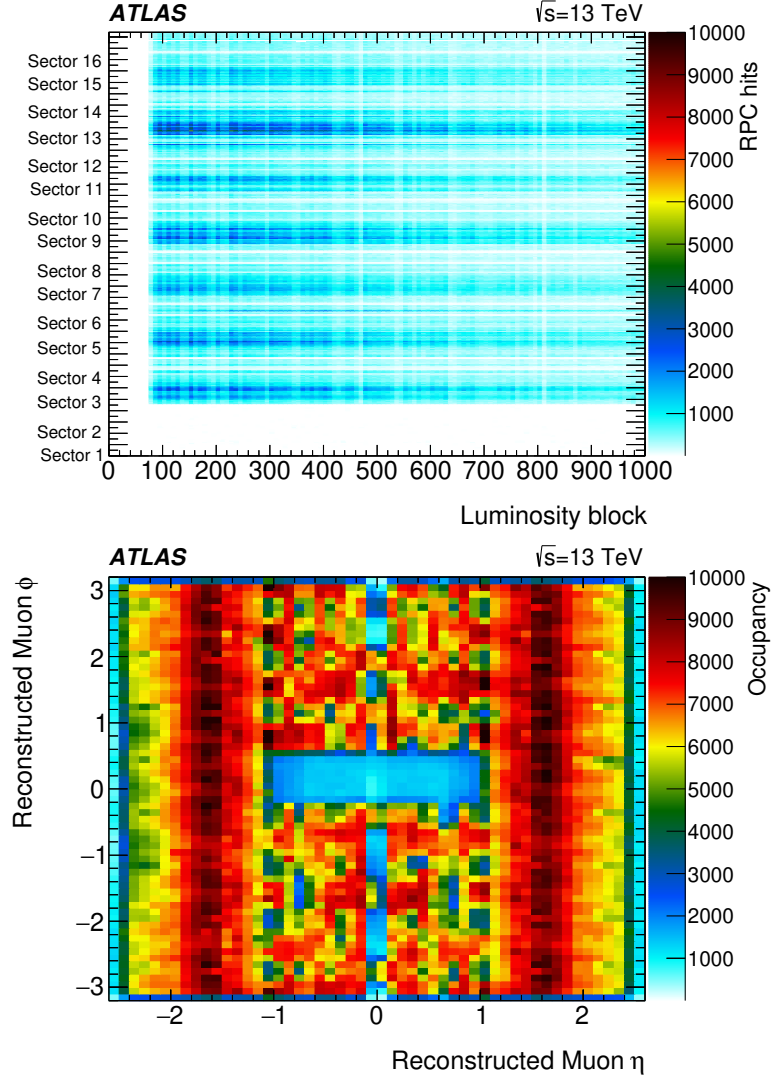 ATLAS √s=13 TeV
Sector 16
Sector 15
Sector 14
Sector 13
Sector 12
Sector 11
Sector 10
Sector 9
Sector 8
Sector 7
Sector 6
Sector 5
Sector 4
Sector 3
Sector 2
Sector 1
0 100 200 300 400 500 600 700 800 900 1000
Luminosity block
10000
9000
8000
7000
6000
5000
4000
3000
2000
1000
RPC hits
ATLAS √s=13 TeV
Reconstructed Muon ϕ
3
2
1
0
−1
−2
−3
−2 −1 0 1 2
Reconstructed Muon η
10000
9000
8000
7000
6000
5000
4000
3000
2000
1000
Occupancy